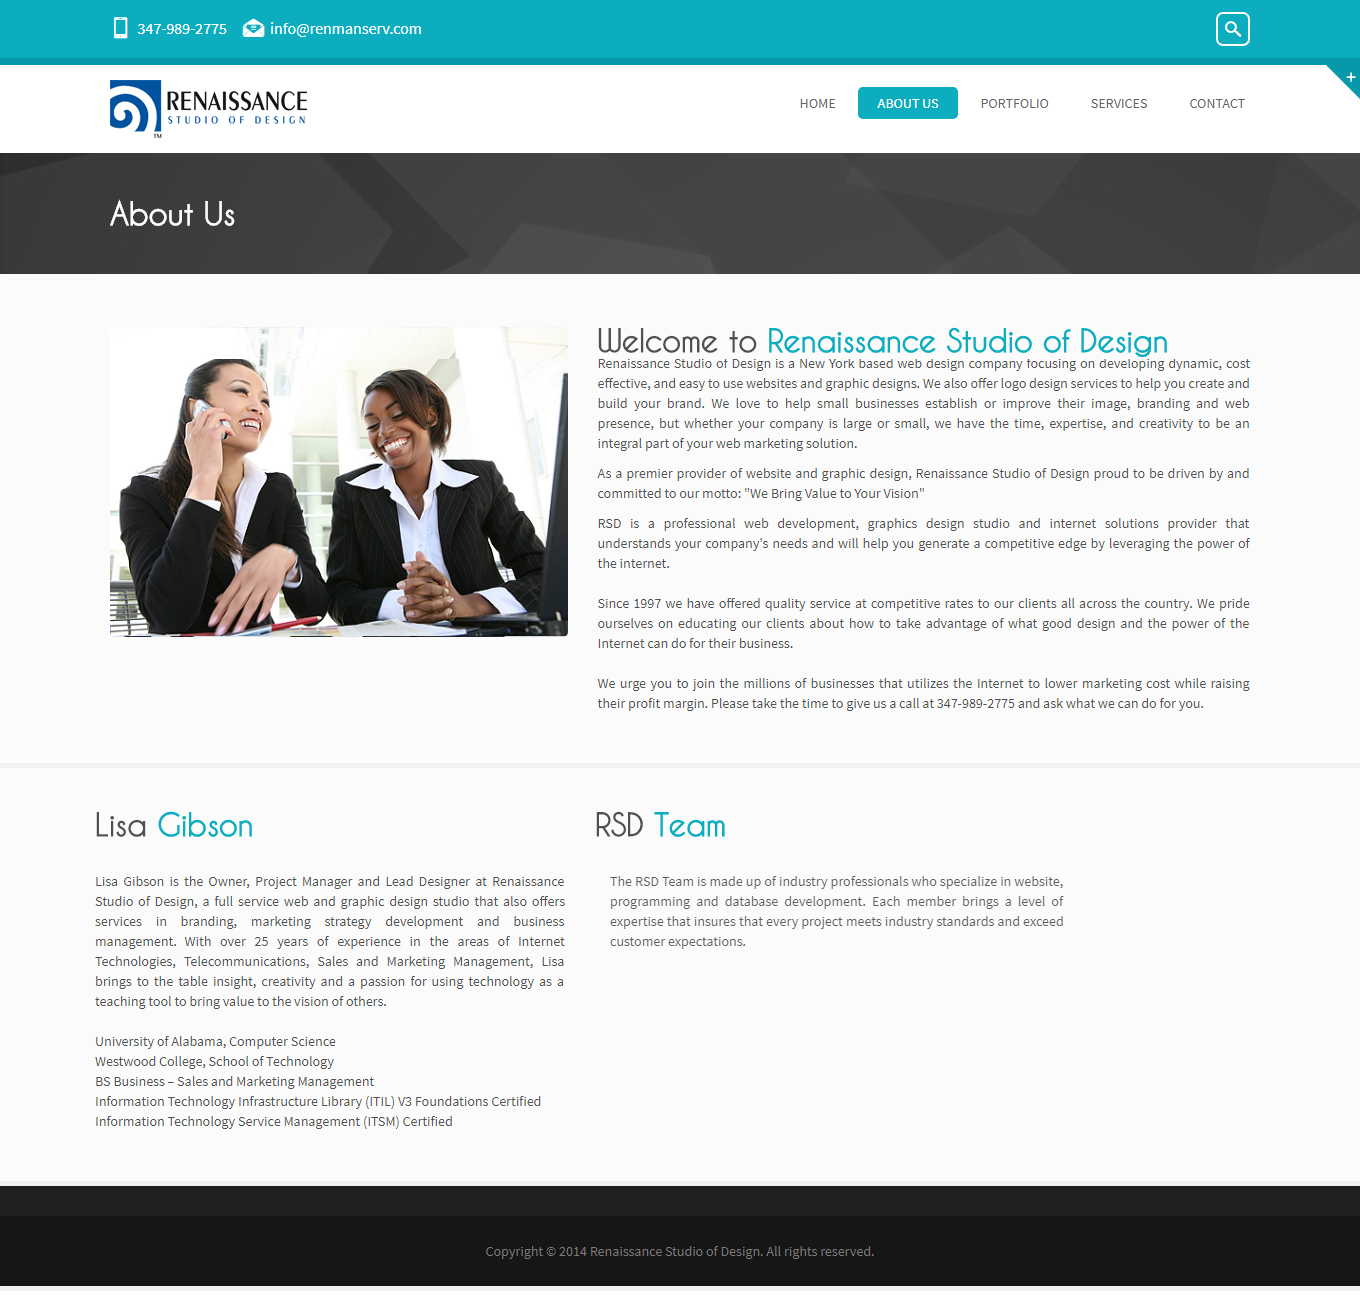 347-989-2775 info@renmanserv.com
RENAISSANCE
STUDIO OF DESIGN
TM
HOME ABOUT US PORTFOLIO SERVICES CONTACT
+
About Us
Welcome to Renaissance Studio of Design
Renaissance Studio of Design is a New York based web design company focusing on developing dynamic, cost
effective, and easy to use websites and graphic designs. We also offer logo design services to help you create and
build your brand. We love to help small businesses establish or improve their image, branding and web
presence, but whether your company is large or small, we have the time, expertise, and creativity to be an
integral part of your web marketing solution.
As a premier provider of website and graphic design, Renaissance Studio of Design proud to be driven by and
committed to our motto: "We Bring Value to Your Vision"
RSD is a professional web development, graphics design studio and internet solutions provider that
understands your company's needs and will help you generate a competitive edge by leveraging the power of
the internet.
Since 1997 we have offered quality service at competitive rates to our clients all across the country. We pride
ourselves on educating our clients about how to take advantage of what good design and the power of the
Internet can do for their business.
We urge you to join the millions of businesses that utilizes the Internet to lower marketing cost while raising
their profit margin. Please take the time to give us a call at 347-989-2775 and ask what we can do for you.
Lisa Gibson
Lisa Gibson is the Owner, Project Manager and Lead Designer at Renaissance
Studio of Design, a full service web and graphic design studio that also offers
services in branding, marketing strategy development and business
management. With over 25 years of experience in the areas of Internet
Technologies, Telecommunications, Sales and Marketing Management, Lisa
brings to the table insight, creativity and a passion for using technology as a
teaching tool to bring value to the vision of others.
University of Alabama, Computer Science
Westwood College, School of Technology
BS Business – Sales and Marketing Management
Information Technology Infrastructure Library (ITIL) V3 Foundations Certified
Information Technology Service Management (ITSM) Certified
RSD Team
The RSD Team is made up of industry professionals who specialize in website,
programming and database development. Each member brings a level of
expertise that insures that every project meets industry standards and exceed
customer expectations.
Copyright © 2014 Renaissance Studio of Design. All rights reserved.